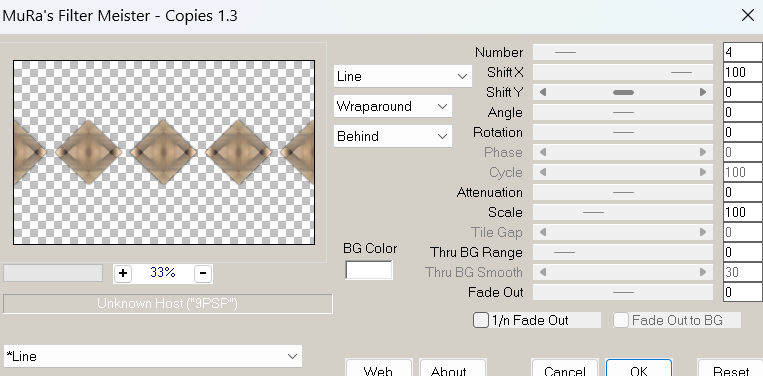 MuRa's Filter Meister - Copies 1.3
Line
Wraparound
Behind
Number 4
Shift X 100
Shift Y 0
Angle 0
Rotation 0
Phase 0
Cycle 100
Attenuation 0
Scale 100
Tile Gap 0
Thru BG Range 0
Thru BG Smooth 30
Fade Out 0
BG Color
+ 33% -
Unknown Host ("9PSP")
1/n Fade Out Fade Out to BG
*Line
Web About Cancel OK Reset